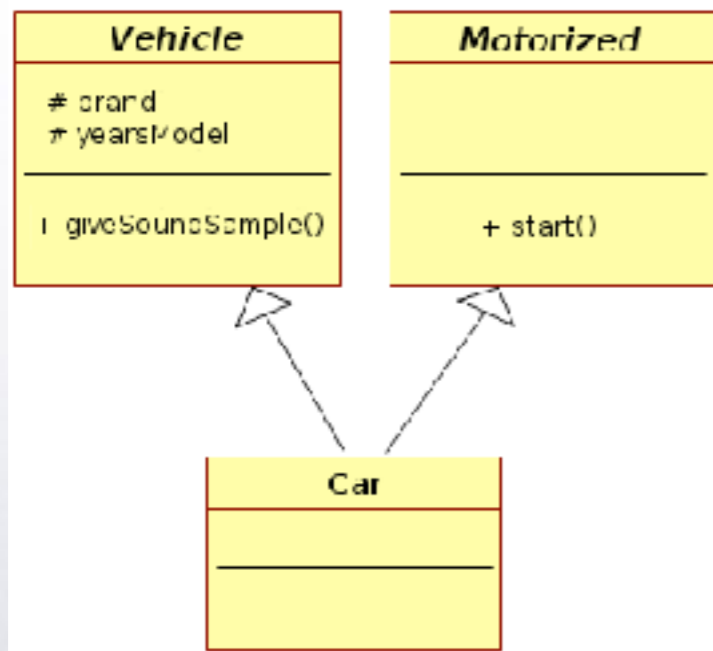 Vehicle
# brand
# yearsModel
+ giveSoundSample()
Motorized
+ start()
Car